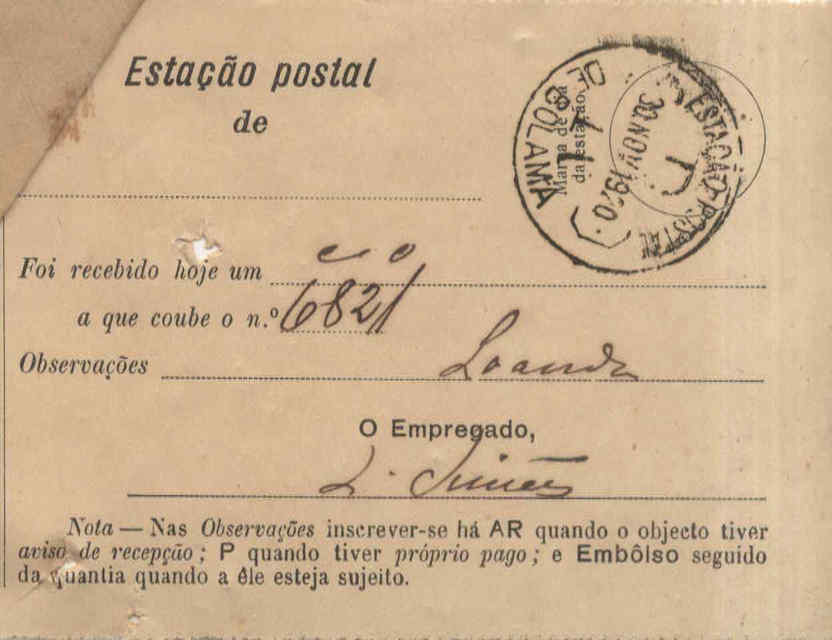 Estação postal
de
ESTAÇÃO POSTAL
DE BOLAMA
30 NOV 1920
Marca de dia
da estação
Foi recebido hoje um
a que coube o n.º 6821
Observações Loanda
O Empregado,
Nota — Nas Observações inscrever-se há AR quando o objecto tiver
aviso de recepção; P quando tiver próprio pago; e Embôlso seguido
da quantia quando a êle esteja sujeito.